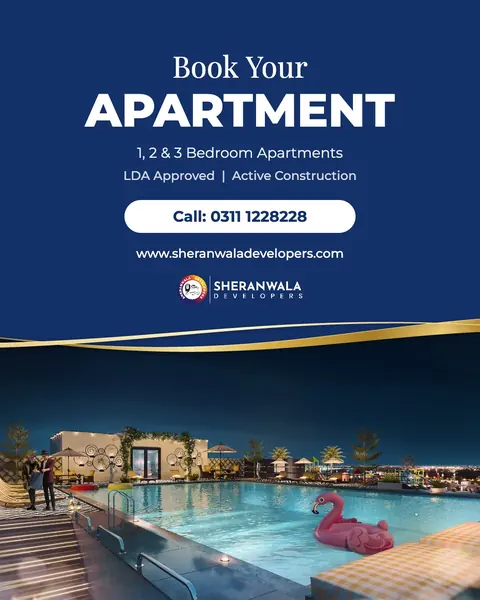 Book Your
APARTMENT
1, 2 & 3 Bedroom Apartments
LDA Approved | Active Construction
Call: 0311 1228228
www.sheranwaladevelopers.com
SHERANWALA
DEVELOPERS